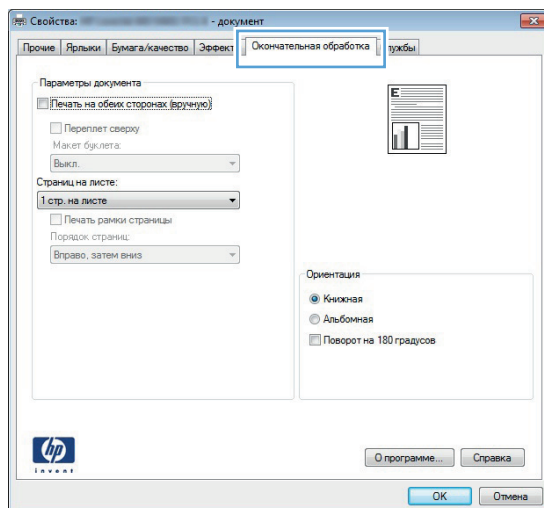 Свойства: - документ
Прочие Ярлыки Бумага/качество Эффект Окончательная обработка
Параметры документа
Печать на обеих сторонах (вручную)
Переплет сверху
Макет буклета:
Выкл.
Страниц на листе:
1 стр. на листе
Печать рамки страницы
Порядок страниц:
Вправо, затем вниз
E
Ориентация
Книжная
Альбомная
Поворот на 180 градусов
hp
invent
О программе... Справка
OK Отмена